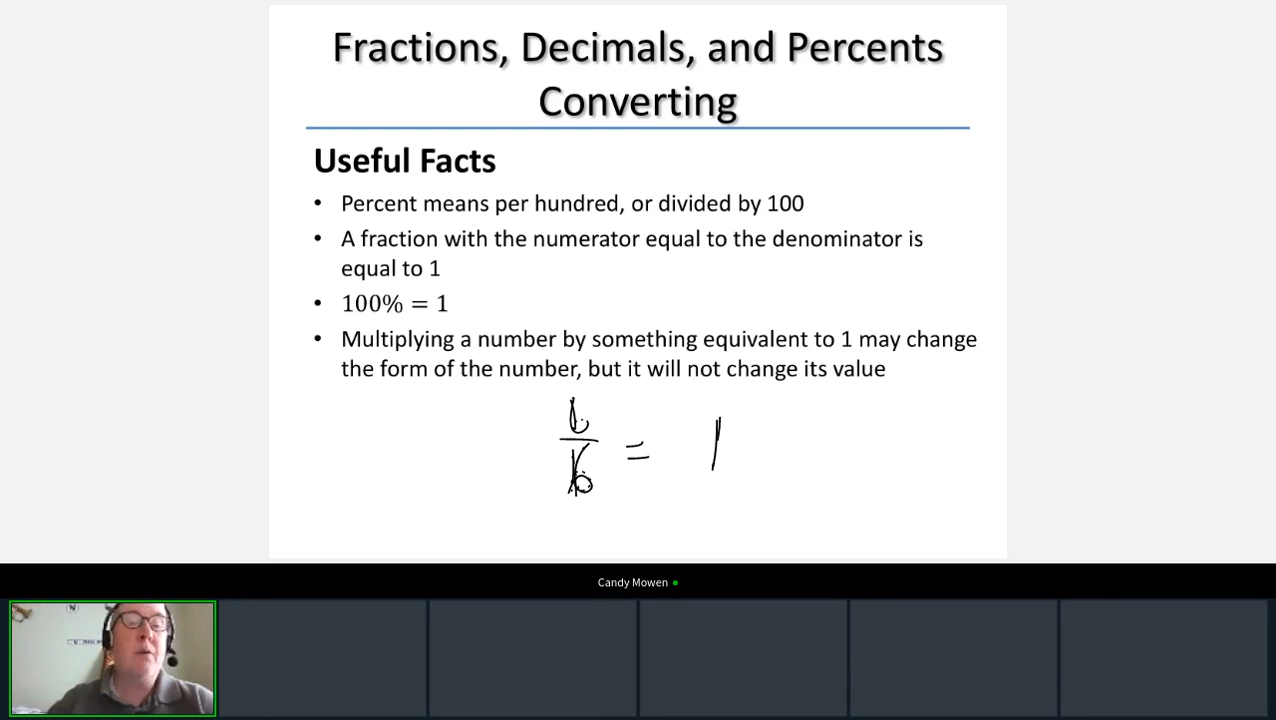 Fractions, Decimals, and Percents
Converting
Useful Facts
• Percent means per hundred, or divided by 100
• A fraction with the numerator equal to the denominator is
equal to 1
• 100% = 1
• Multiplying a number by something equivalent to 1 may change
the form of the number, but it will not change its value
= 1
Candy Mowen